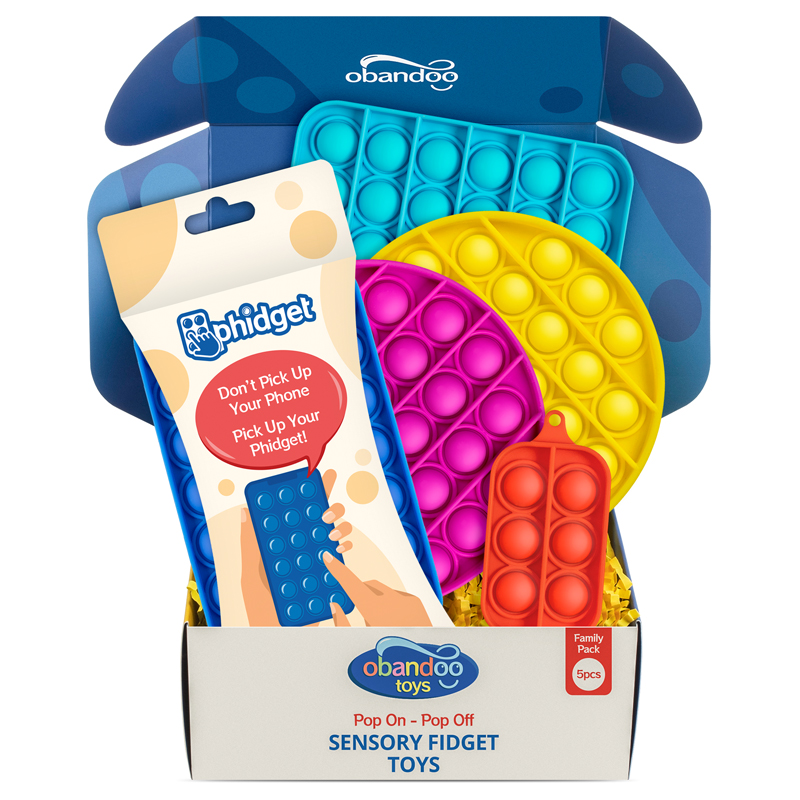 obandoo
phidget
Don't Pick Up
Your Phone
Pick Up Your
Phidget!
obandoo
toys
Family
Pack
5pcs
Pop On - Pop Off
SENSORY FIDGET
TOYS